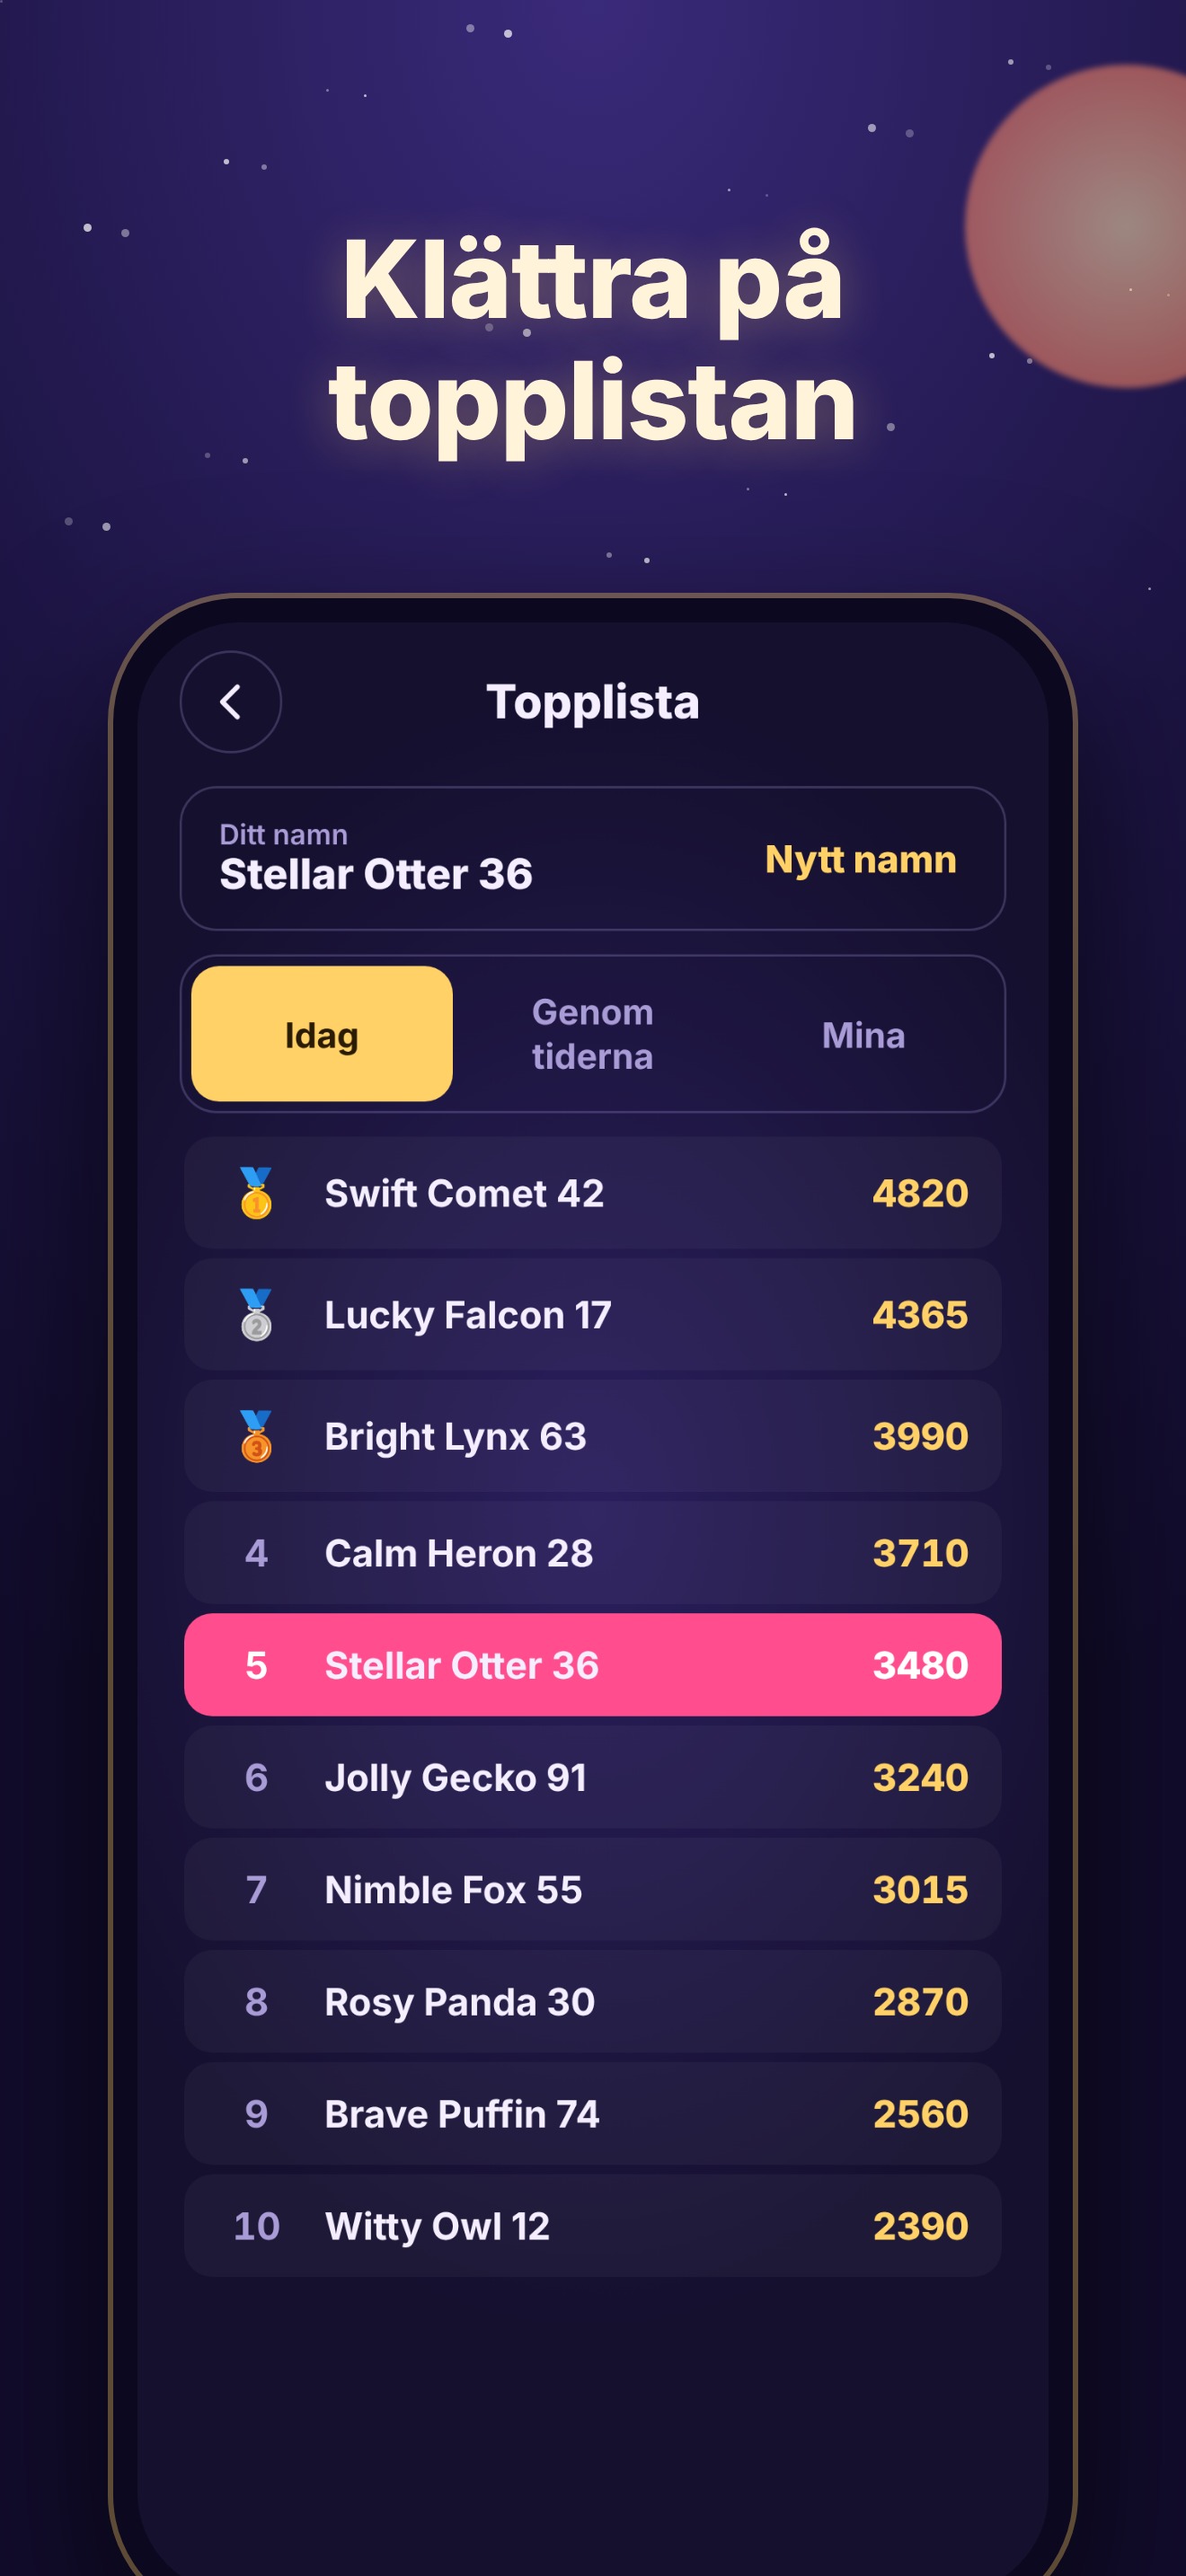 Klättra på
topplistan
Topplista
Ditt namn
Stellar Otter 36
Nytt namn
Idag
Genom
tiderna
Mina
1 Swift Comet 42 4820
2 Lucky Falcon 17 4365
3 Bright Lynx 63 3990
4 Calm Heron 28 3710
5 Stellar Otter 36 3480
6 Jolly Gecko 91 3240
7 Nimble Fox 55 3015
8 Rosy Panda 30 2870
9 Brave Puffin 74 2560
10 Witty Owl 12 2390